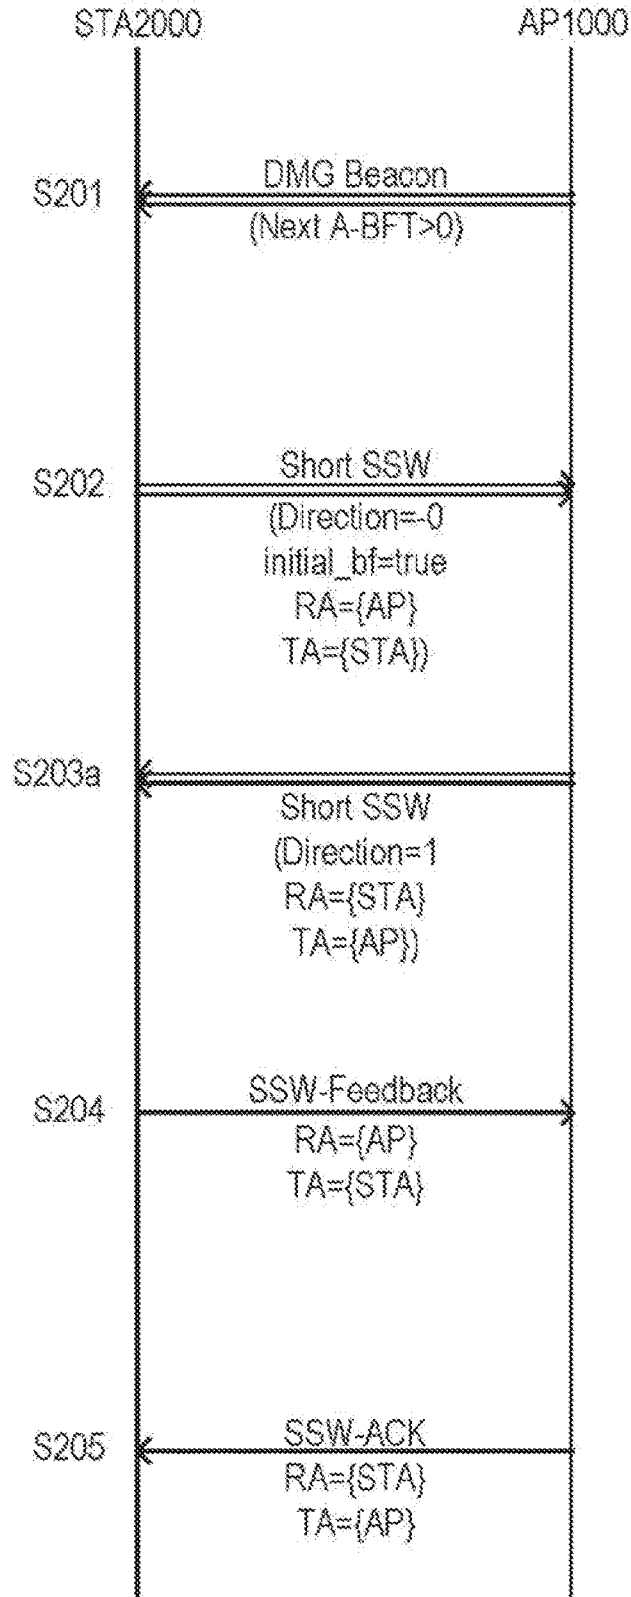 STA2000 AP1000
S201 DMG Beacon
(Next A-BFT>0)
S202 Short SSW
(Direction=-0
initial_bf=true
RA={AP}
TA={STA})
S203a
Short SSW
(Direction=1
RA={STA}
TA={AP})
S204 SSW-Feedback
RA={AP}
TA={STA}
S205 SSW-ACK
RA={STA}
TA={AP}